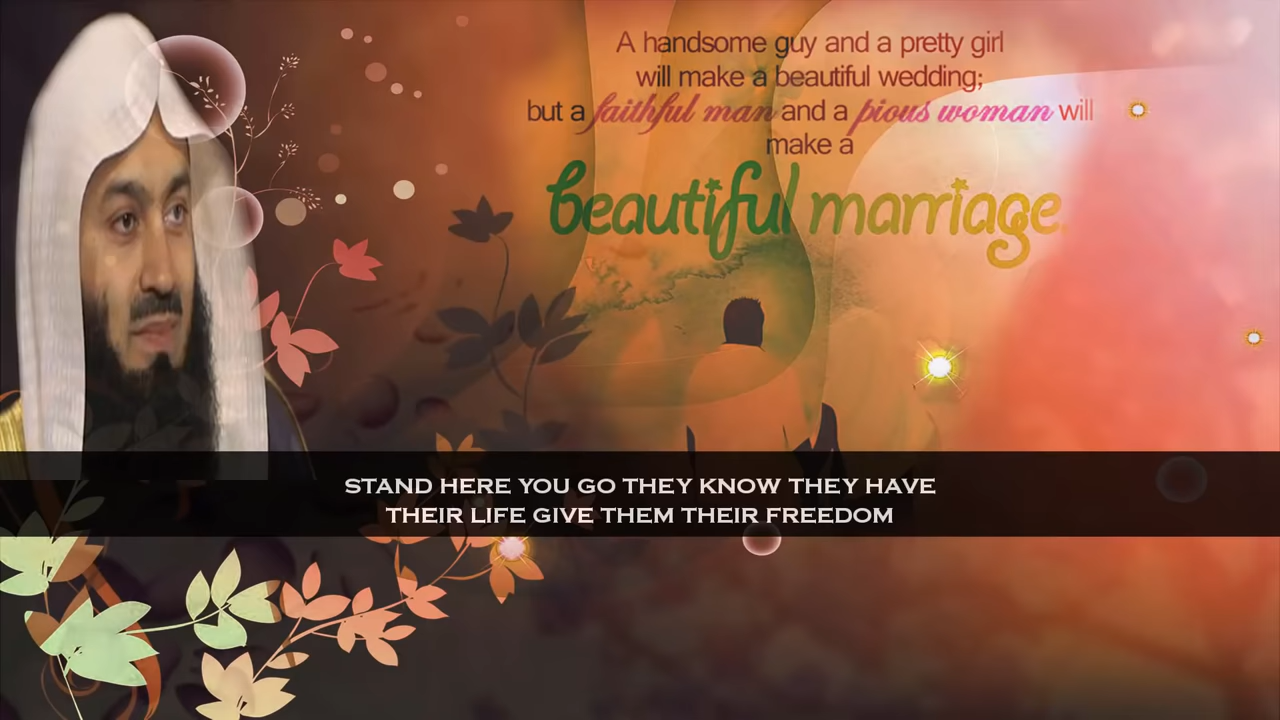 A handsome guy and a pretty girl
will make a beautiful wedding;
but a faithful man and a pious woman will
make a
beautiful marriage.
STAND HERE YOU GO THEY KNOW THEY HAVE
THEIR LIFE GIVE THEM THEIR FREEDOM